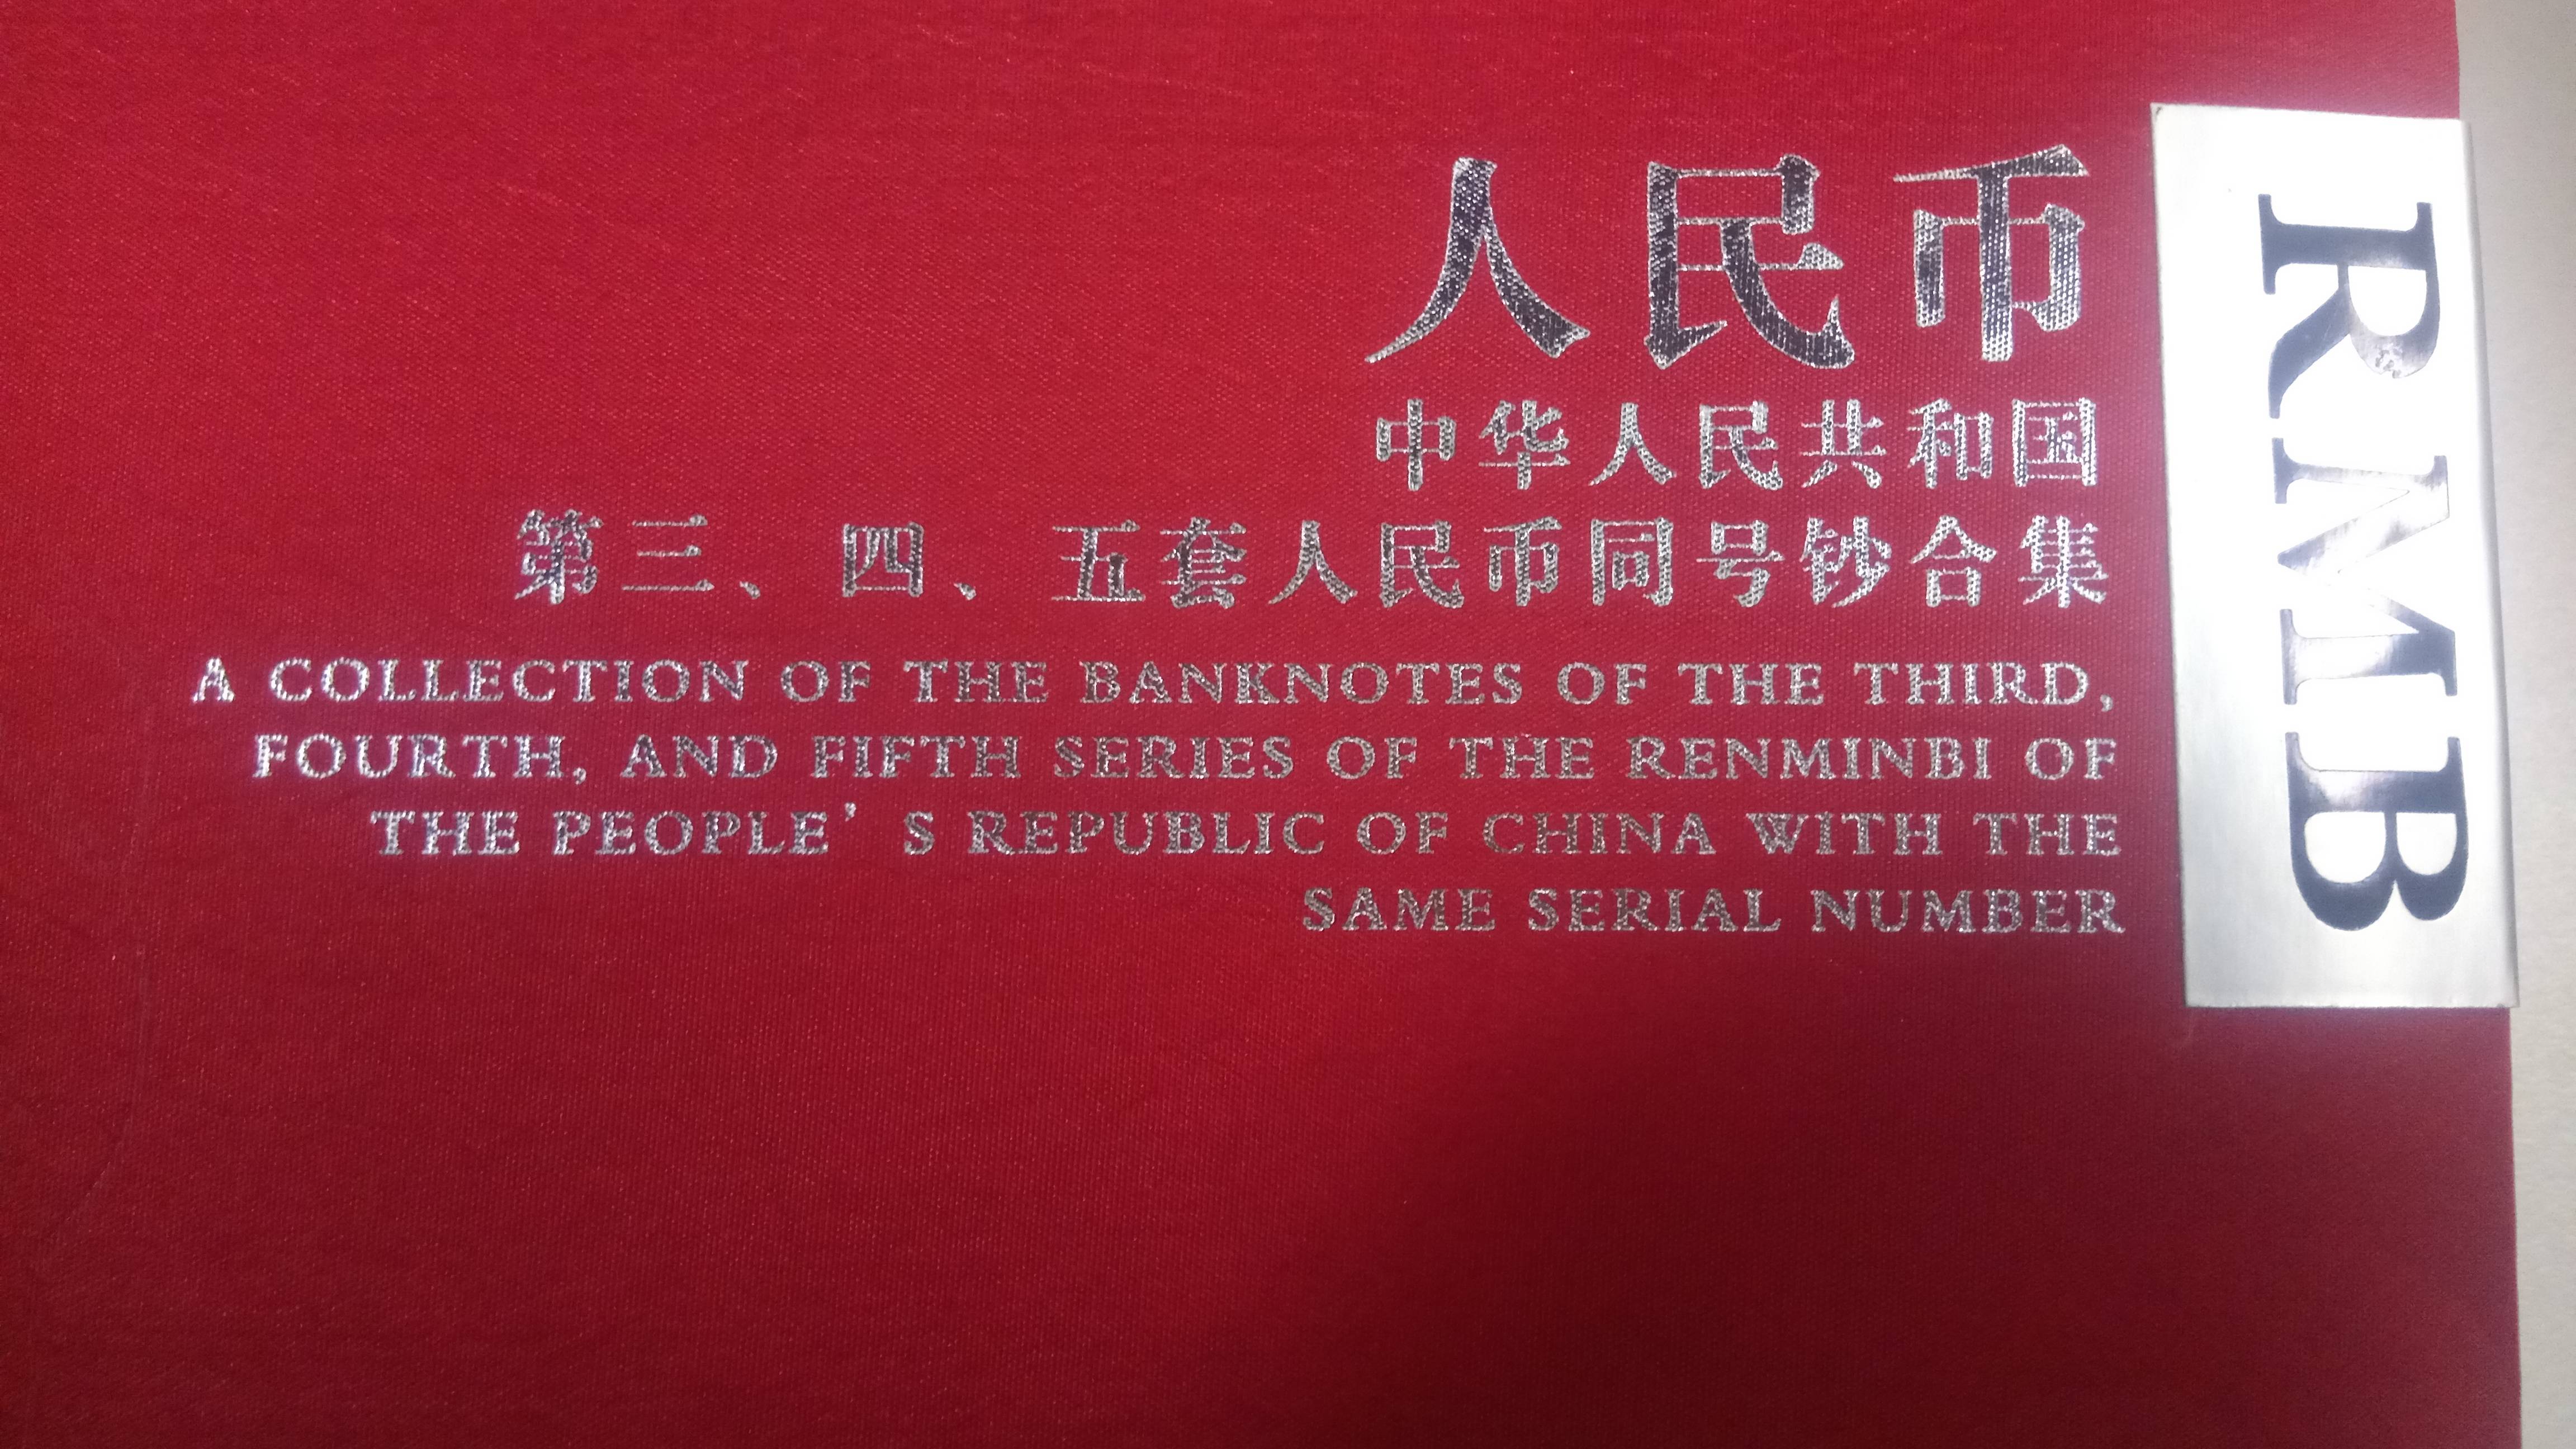 人民币
中华人民共和国
第三、四、五套人民币同号钞合集
A COLLECTION OF THE BANKNOTES OF THE THIRD,
FOURTH, AND FIFTH SERIES OF THE RENMINBI OF
THE PEOPLE' S REPUBLIC OF CHINA WITH THE
SAME SERIAL NUMBER
RMB